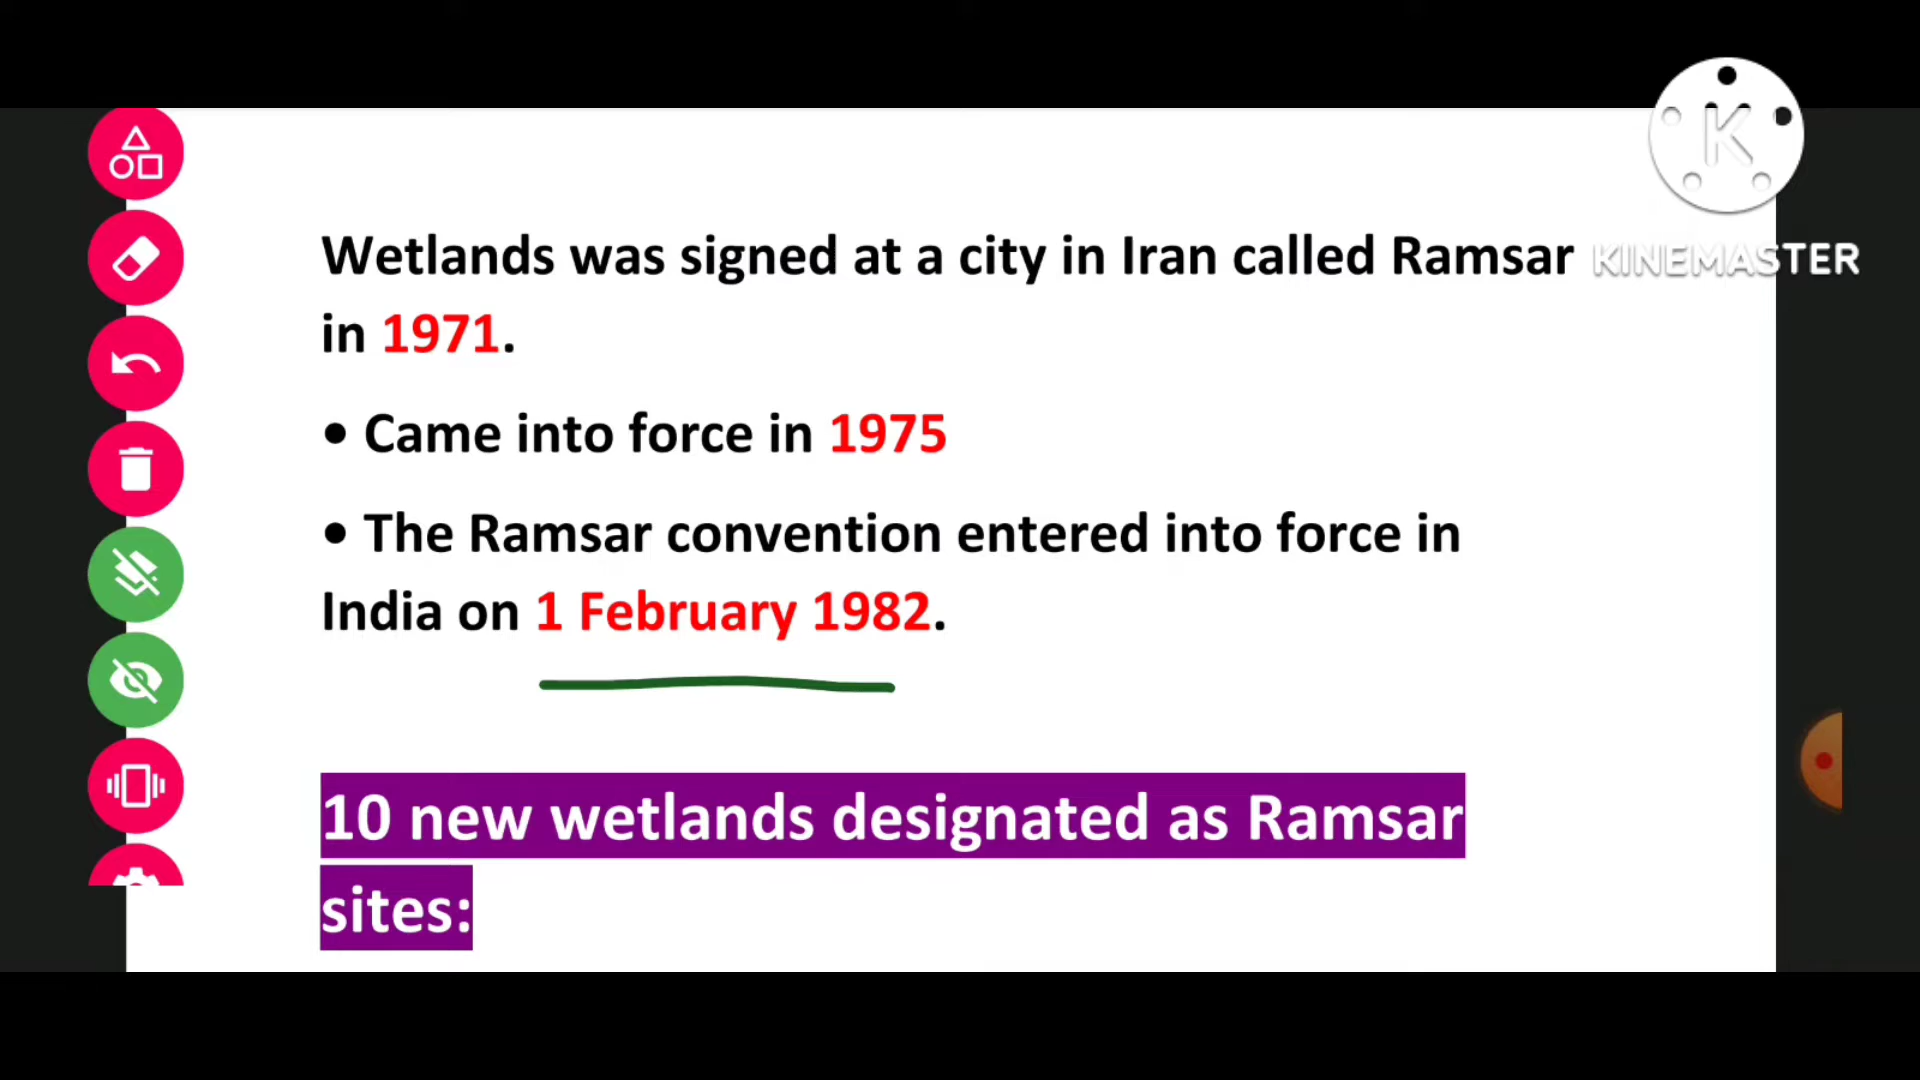 Wetlands was signed at a city in Iran called Ramsar
in 1971.
• Came into force in 1975
• The Ramsar convention entered into force in
India on 1 February 1982.
10 new wetlands designated as Ramsar
sites:
K
KINEMASTER